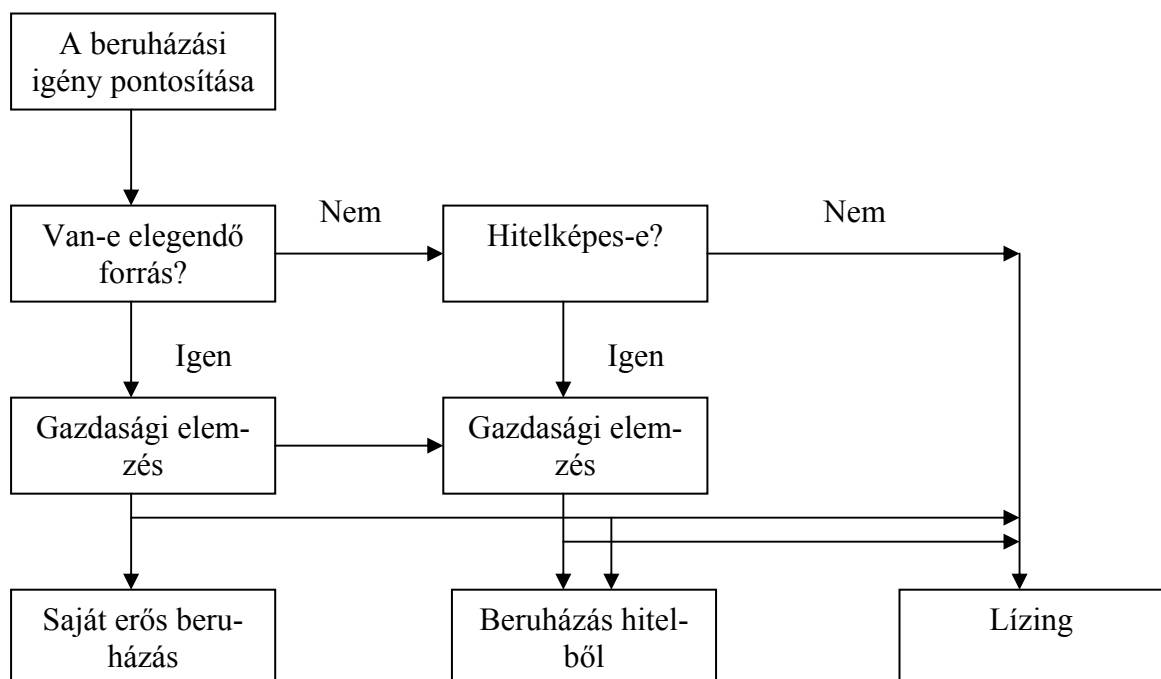 A beruházási
igény pontosítása
Van-e elegendő
forrás?
Nem
Hitelképes-e?
Nem
Igen
Igen
Gazdasági elem-
zés
Gazdasági elem-
zés
Saját erős beru-
házás
Beruházás hitel-
ből
Lízing